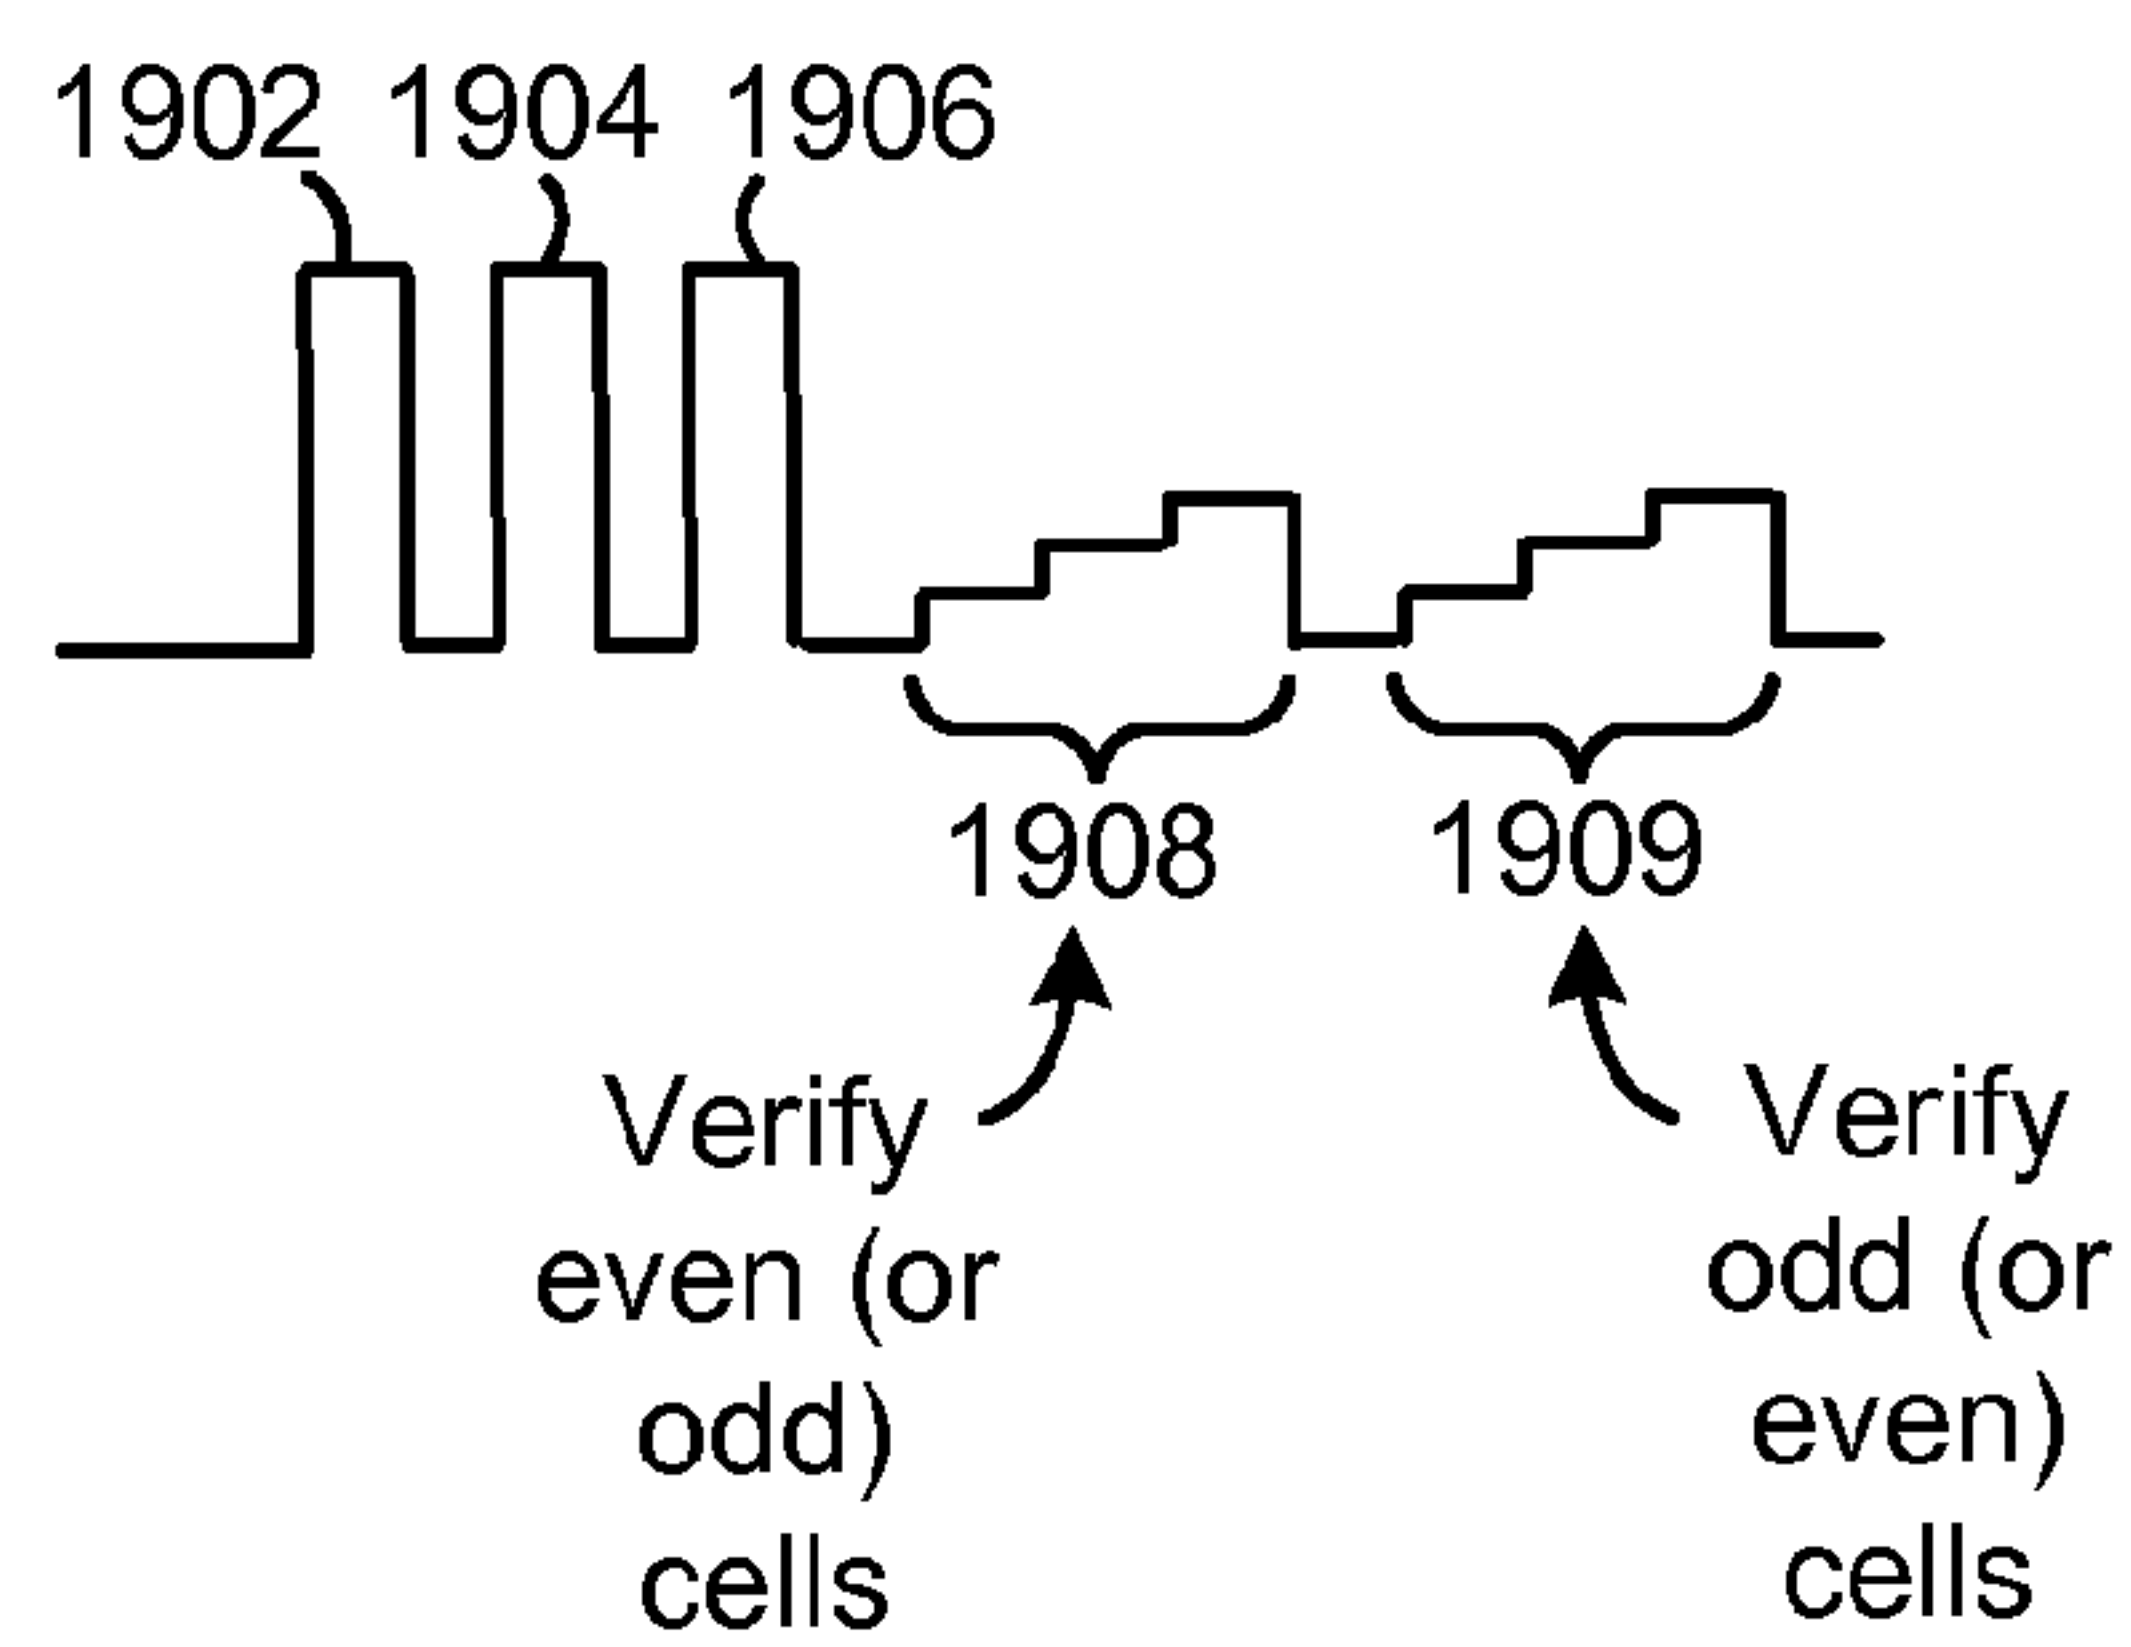 1902 1904 1906
1908
1909
Verify
even (or
odd)
cells
Verify
odd (or
even)
cells